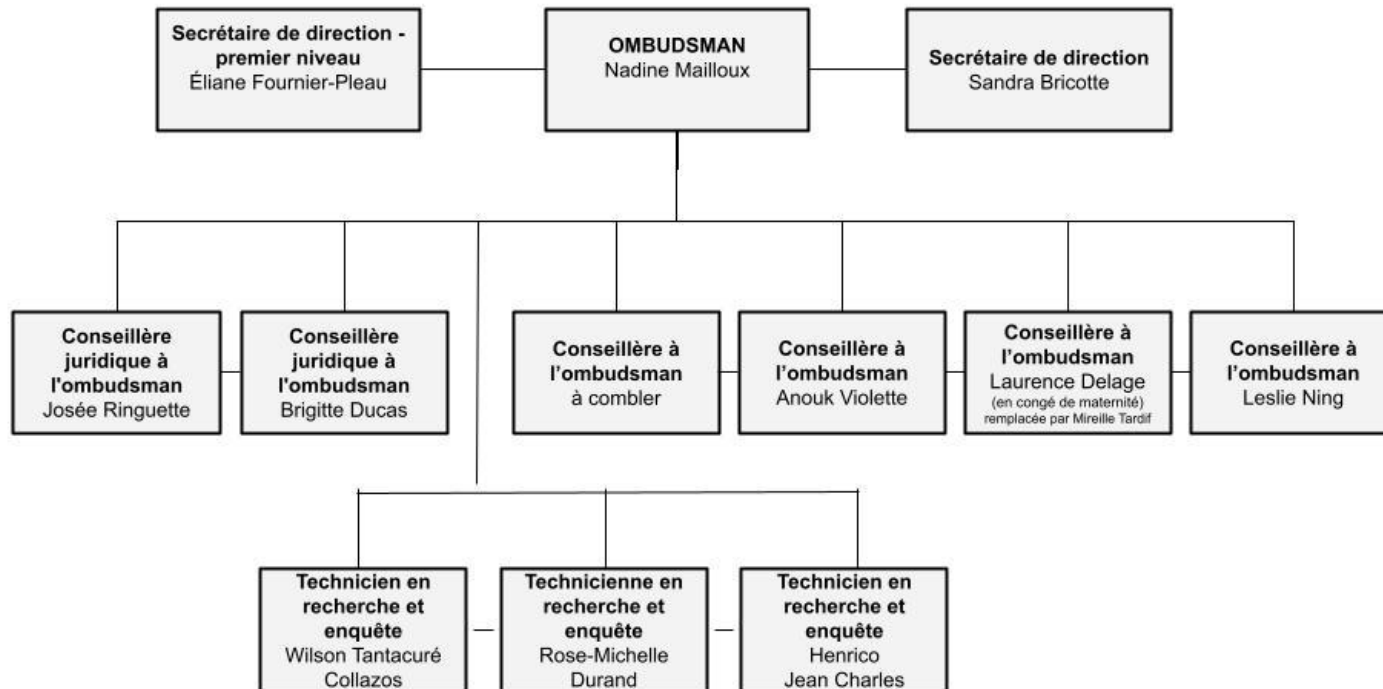 Secrétaire de direction -
premier niveau
Éliane Fournier-Pleau
OMBUDSMAN
Nadine Mailloux
Secrétaire de direction
Sandra Bricotte
Conseillère
juridique à
l'ombudsman
Josée Ringuette
Conseillère
juridique à
l'ombudsman
Brigitte Ducas
Conseillère à
l’ombudsman
à combler
Conseillère à
l’ombudsman
Anouk Violette
Conseillère à
l’ombudsman
Laurence Delage
(en congé de maternité)
remplacée par Mireille Tardif
Conseillère à
l’ombudsman
Leslie Ning
Technicien en
recherche et
enquête
Wilson Tantacuré
Collazos
Technicienne en
recherche et
enquête
Rose-Michelle
Durand
Technicien en
recherche et
enquête
Henrico
Jean Charles